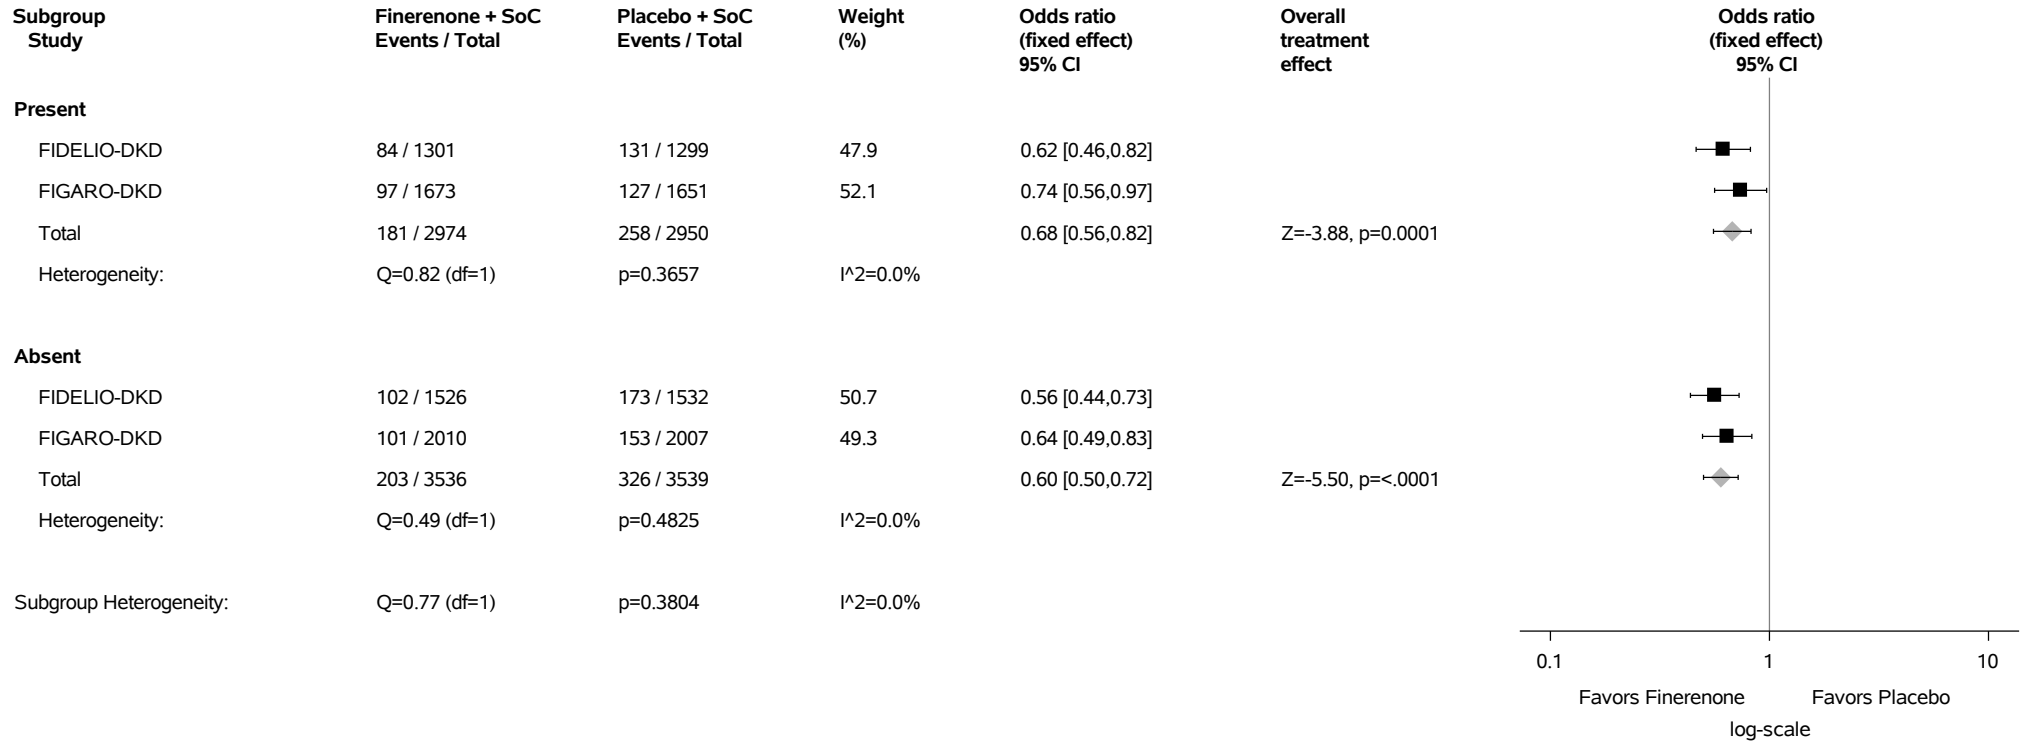 Subgroup Finerenone + SoC Placebo + SoC Weight Odds ratio Overall Odds ratio
Study Events / Total Events / Total (%) (fixed effect) treatment (fixed effect)
95% CI effect 95% CI
Present
FIDELIO-DKD 84 / 1301 131 / 1299 47.9 0.62 [0.46,0.82]
FIGARO-DKD 97 / 1673 127 / 1651 52.1 0.74 [0.56,0.97]
Total 181 / 2974 258 / 2950 0.68 [0.56,0.82] Z=-3.88, p=0.0001
Heterogeneity: Q=0.82 (df=1) p=0.3657 I^2=0.0%
Absent
FIDELIO-DKD 102 / 1526 173 / 1532 50.7 0.56 [0.44,0.73]
FIGARO-DKD 101 / 2010 153 / 2007 49.3 0.64 [0.49,0.83]
Total 203 / 3536 326 / 3539 0.60 [0.50,0.72] Z=-5.50, p=<.0001
Heterogeneity: Q=0.49 (df=1) p=0.4825 I^2=0.0%
Subgroup Heterogeneity: Q=0.77 (df=1) p=0.3804 I^2=0.0%
0.1 1 10
Favors Finerenone Favors Placebo
log-scale